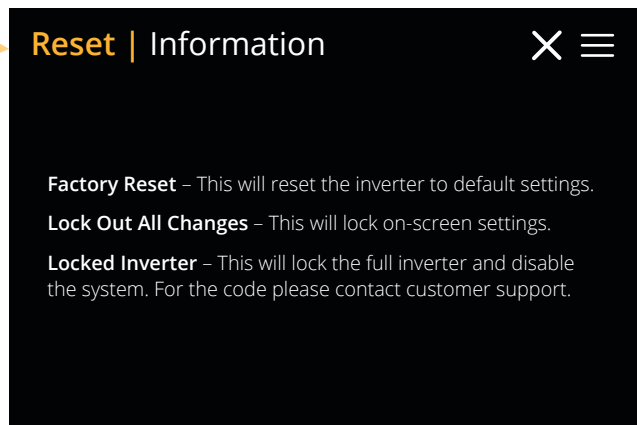 Reset | Information
Factory Reset – This will reset the inverter to default settings.
Lock Out All Changes – This will lock on-screen settings.
Locked Inverter – This will lock the full inverter and disable
the system. For the code please contact customer support.